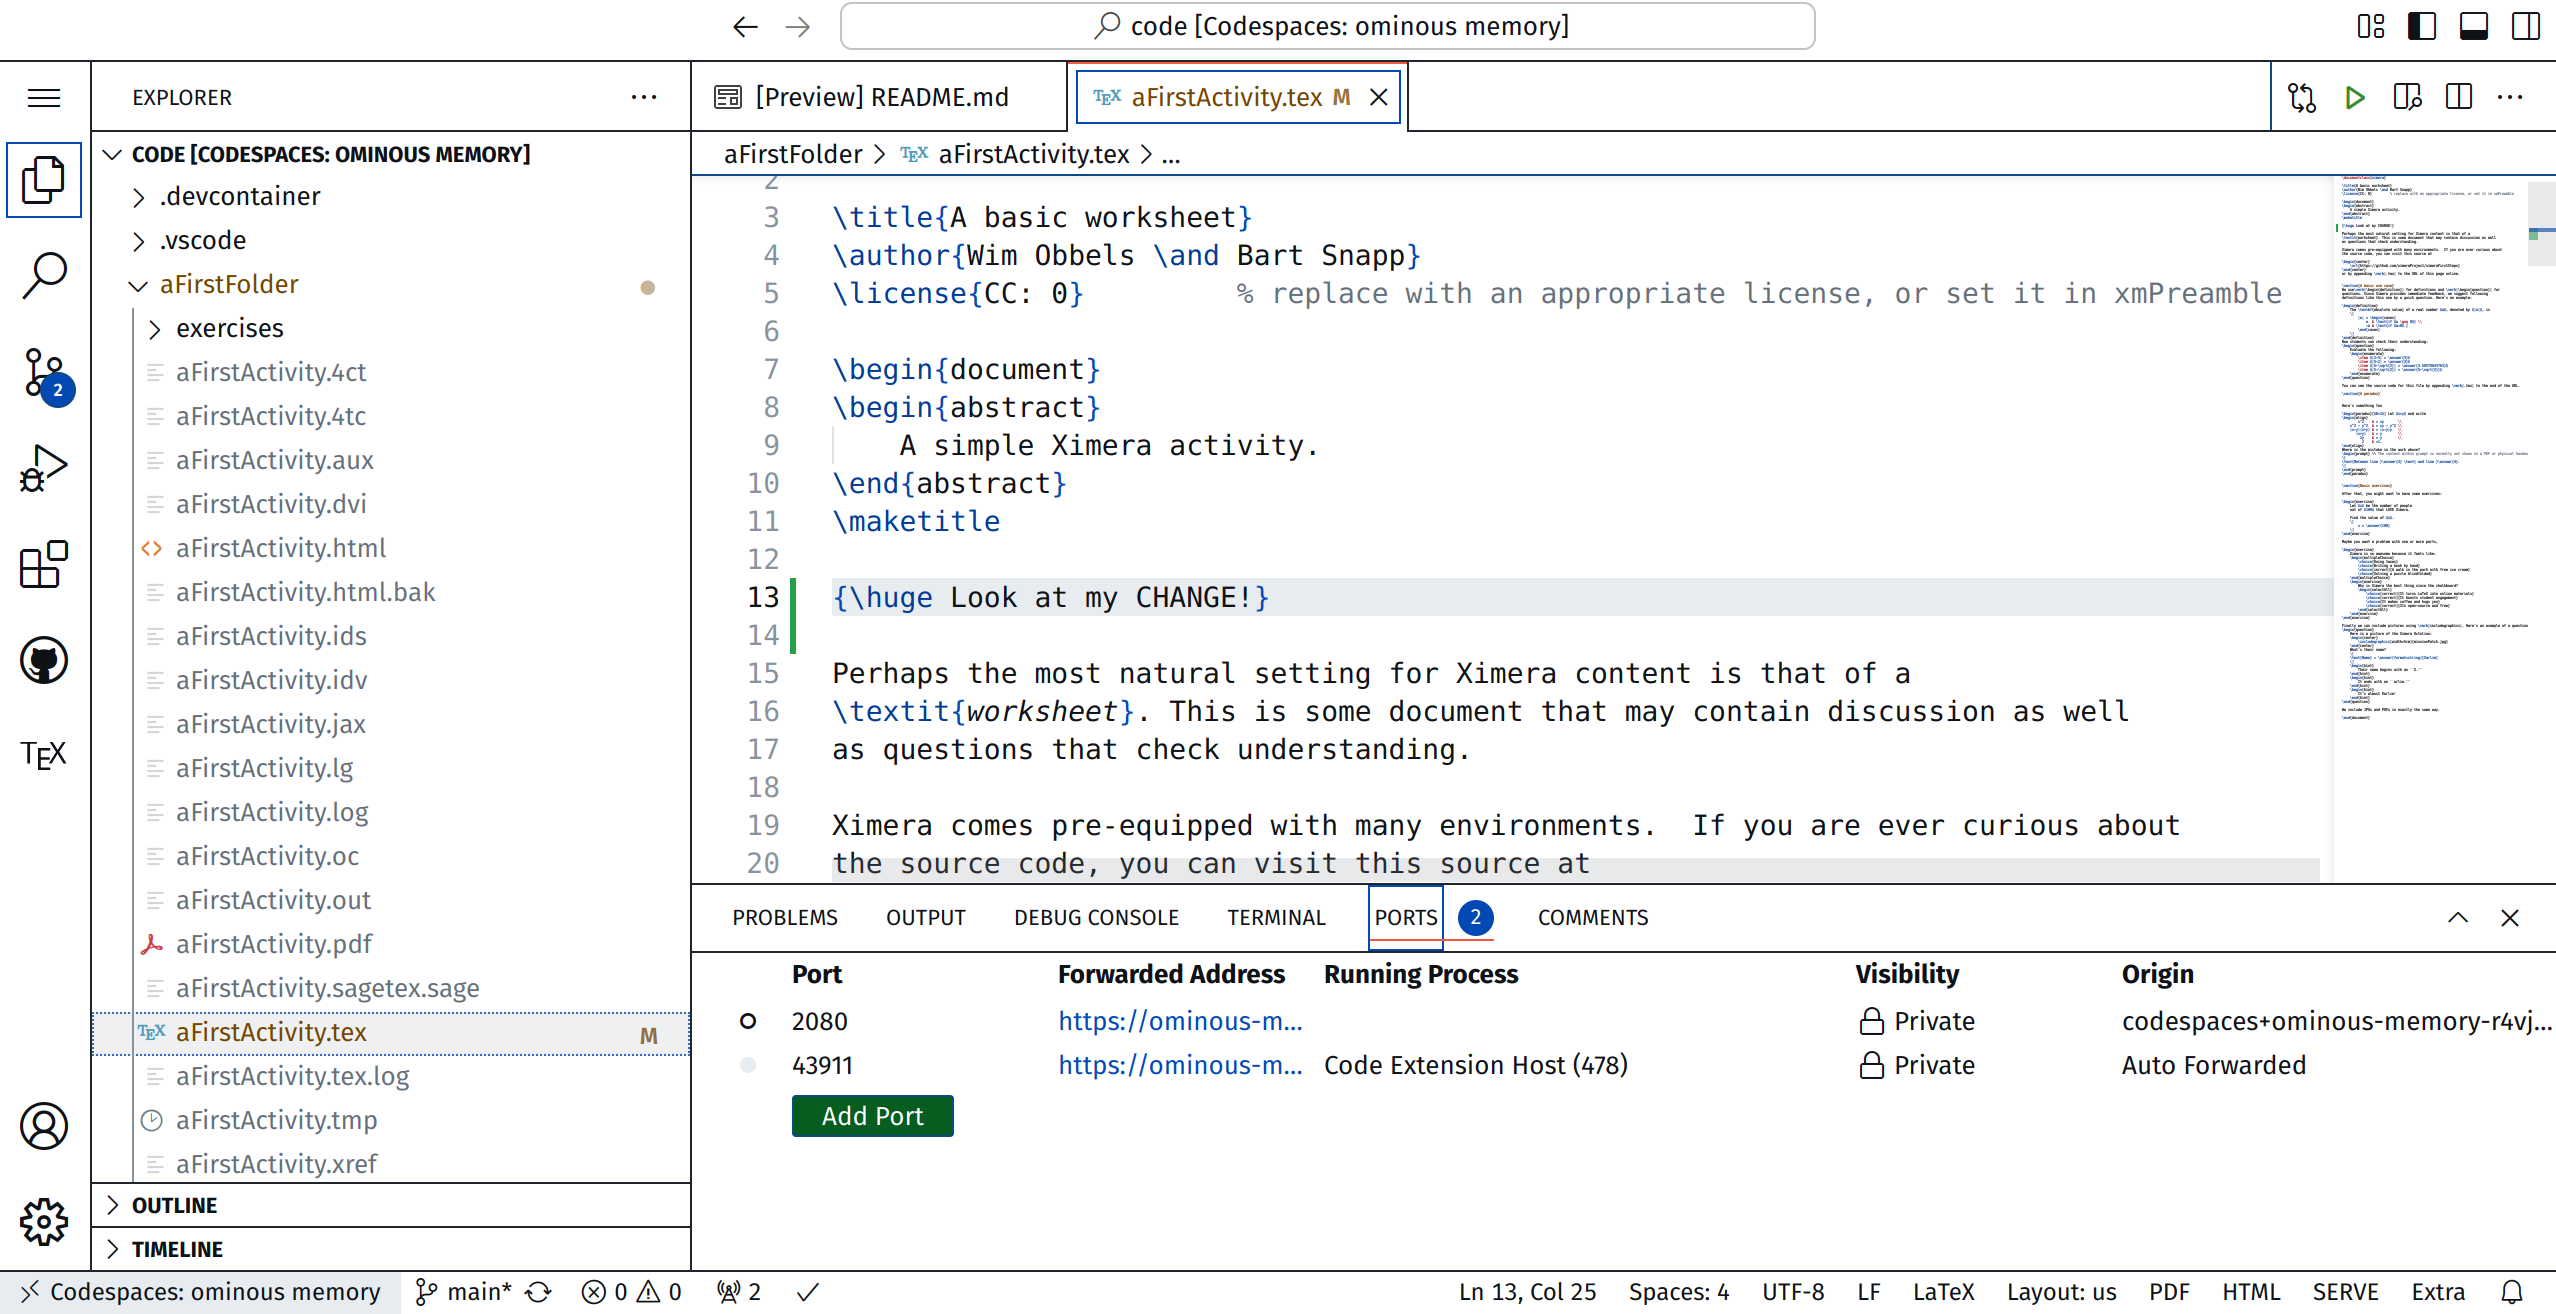 code [Codespaces: ominous memory]
EXPLORER
[Preview] README.md
TEX aFirstActivity.tex M
CODE [CODESPACES: OMINOUS MEMORY]
.devcontainer
.vscode
aFirstFolder
exercises
aFirstActivity.4ct
aFirstActivity.4tc
aFirstActivity.aux
aFirstActivity.dvi
aFirstActivity.html
aFirstActivity.html.bak
aFirstActivity.ids
aFirstActivity.idv
aFirstActivity.jax
aFirstActivity.lg
aFirstActivity.log
aFirstActivity.oc
aFirstActivity.out
aFirstActivity.pdf
aFirstActivity.sagetex.sage
TEX aFirstActivity.tex M
aFirstActivity.tex.log
aFirstActivity.tmp
aFirstActivity.xref
OUTLINE
TIMELINE
2
TEX
aFirstFolder > TEX aFirstActivity.tex > ...
2
3 \title{A basic worksheet}
4 \author{Wim Obbels \and Bart Snapp}
5 \license{CC: 0} % replace with an appropriate license, or set it in xmPreamble
6
7 \begin{document}
8 \begin{abstract}
9 A simple Ximera activity.
10 \end{abstract}
11 \maketitle
12
13 {\huge Look at my CHANGE!}
14
15 Perhaps the most natural setting for Ximera content is that of a
16 \textit{worksheet}. This is some document that may contain discussion as well
17 as questions that check understanding.
18
19 Ximera comes pre-equipped with many environments.  If you are ever curious about
20 the source code, you can visit this source at
PROBLEMS OUTPUT DEBUG CONSOLE TERMINAL PORTS 2 COMMENTS
Port Forwarded Address Running Process Visibility Origin
2080 https://ominous-m... Private codespaces+ominous-memory-r4vj...
43911 https://ominous-m... Code Extension Host (478) Private Auto Forwarded
Add Port
Codespaces: ominous memory main* 0 0 2 Ln 13, Col 25 Spaces: 4 UTF-8 LF LaTeX Layout: us PDF HTML SERVE Extra